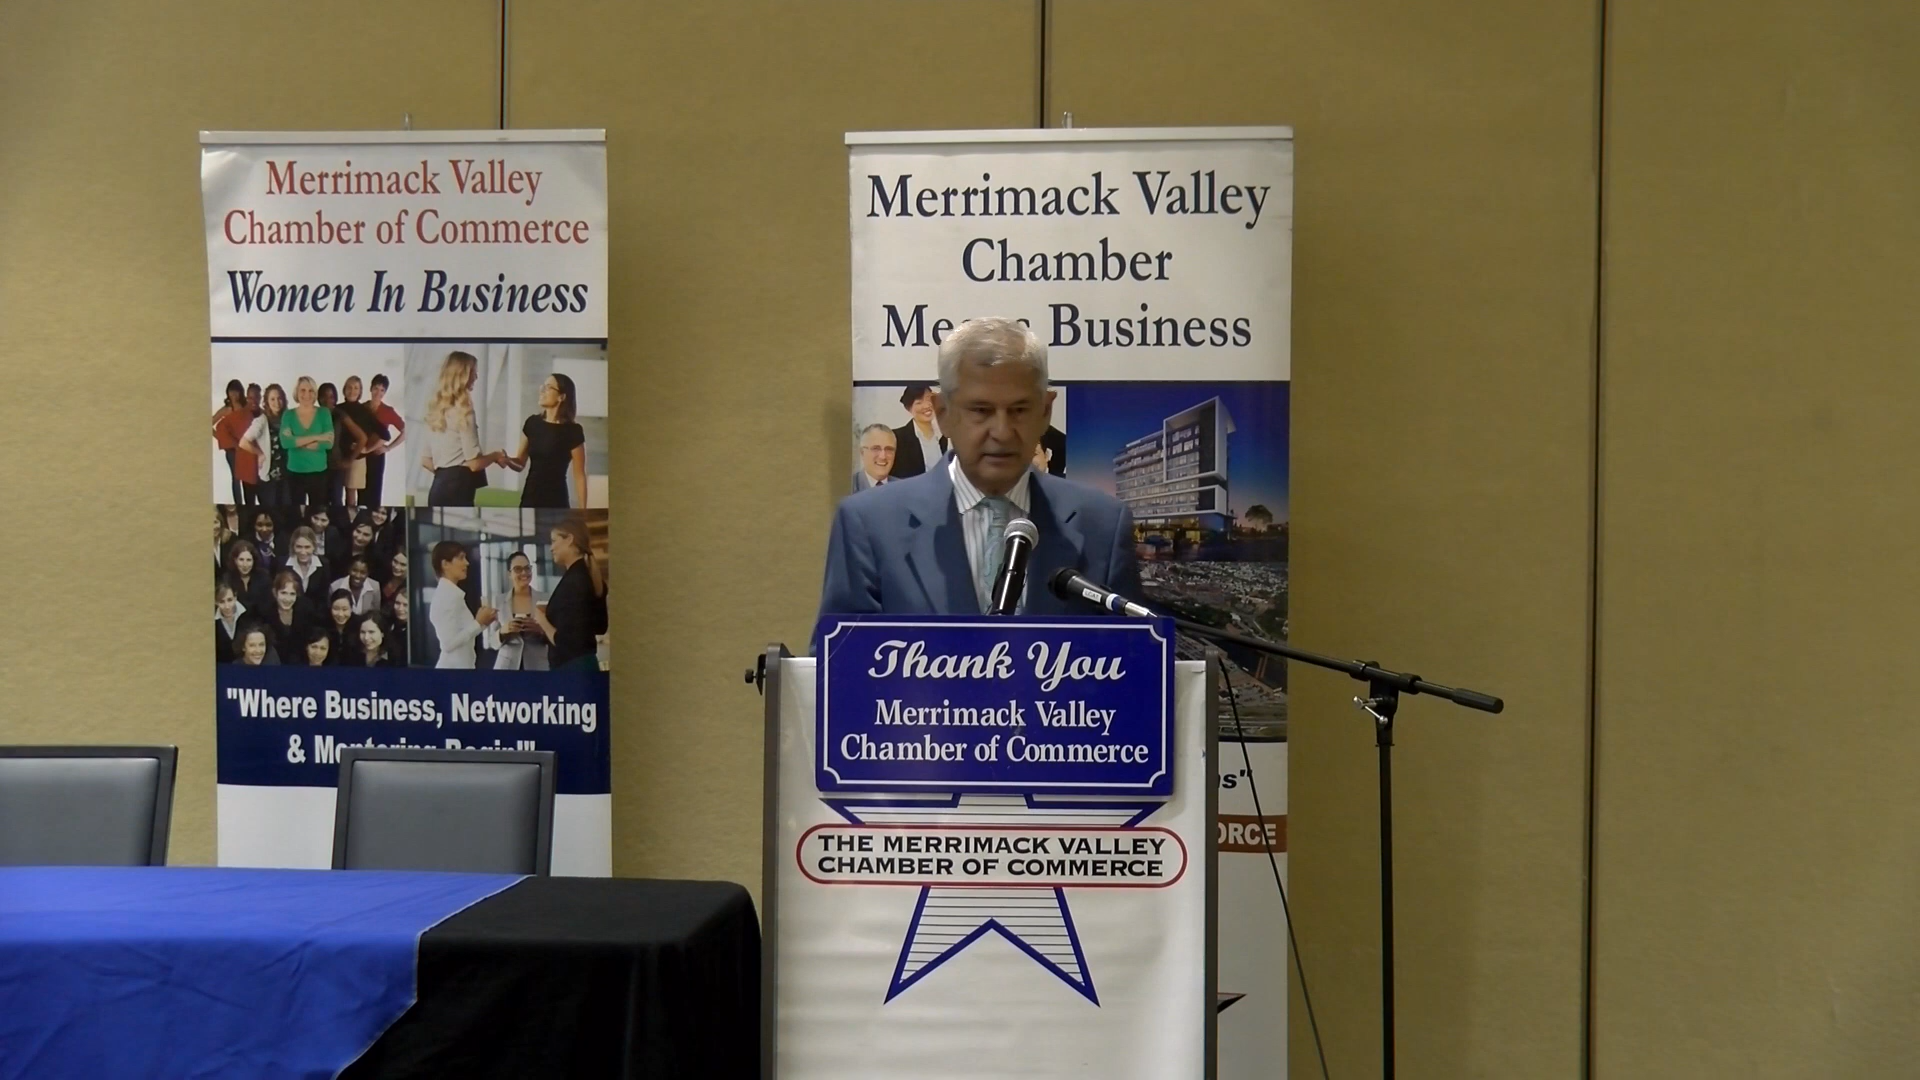 Merrimack Valley
Chamber of Commerce
Women In Business
"Where Business, Networking
&
Merrimack Valley
Chamber
Business
Thank You
Merrimack Valley
Chamber of Commerce
THE MERRIMACK VALLEY
CHAMBER OF COMMERCE